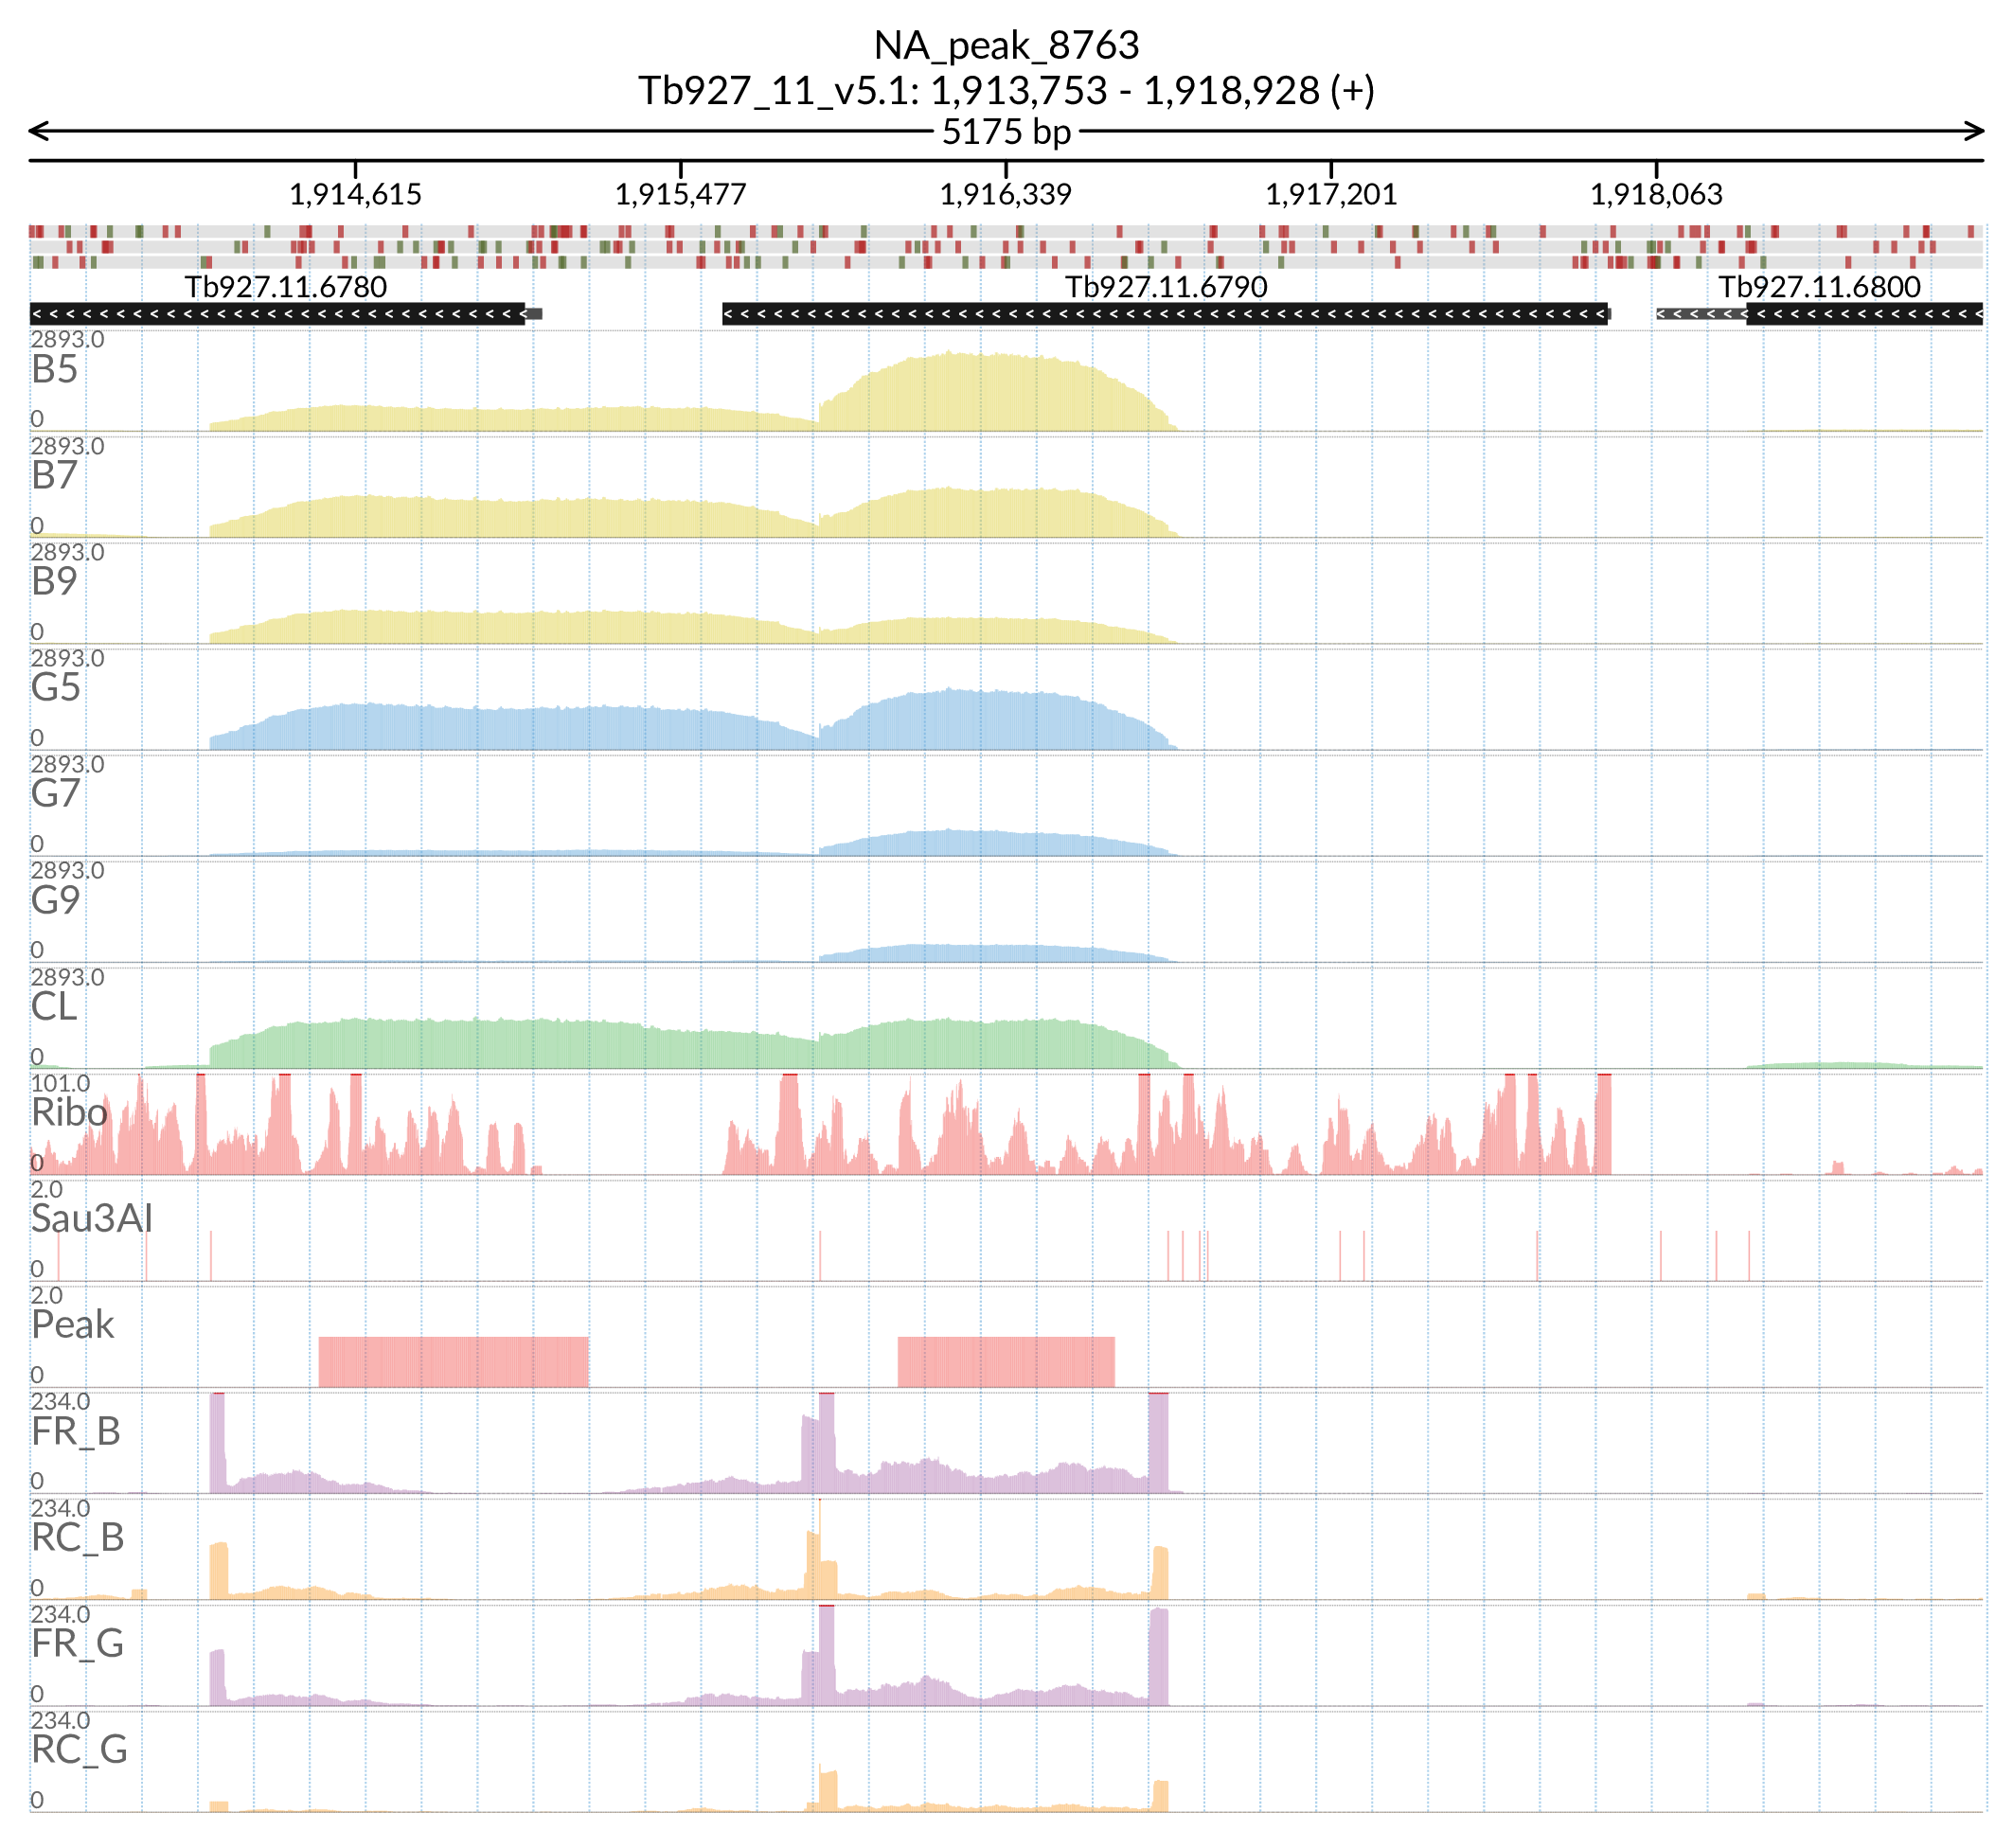 NA_peak_8763
Tb927_11_v5.1: 1,913,753 - 1,918,928 (+)
5175 bp
1,914,615 1,915,477 1,916,339 1,917,201 1,918,063
Tb927.11.6780 Tb927.11.6790 Tb927.11.6800
2893.0
B5
0
2893.0
B7
0
2893.0
B9
0
2893.0
G5
0
2893.0
G7
0
2893.0
G9
0
2893.0
CL
0
101.0
Ribo
0
2.0
Sau3AI
0
2.0
Peak
0
234.0
FR_B
0
234.0
RC_B
0
234.0
FR_G
0
234.0
RC_G
0